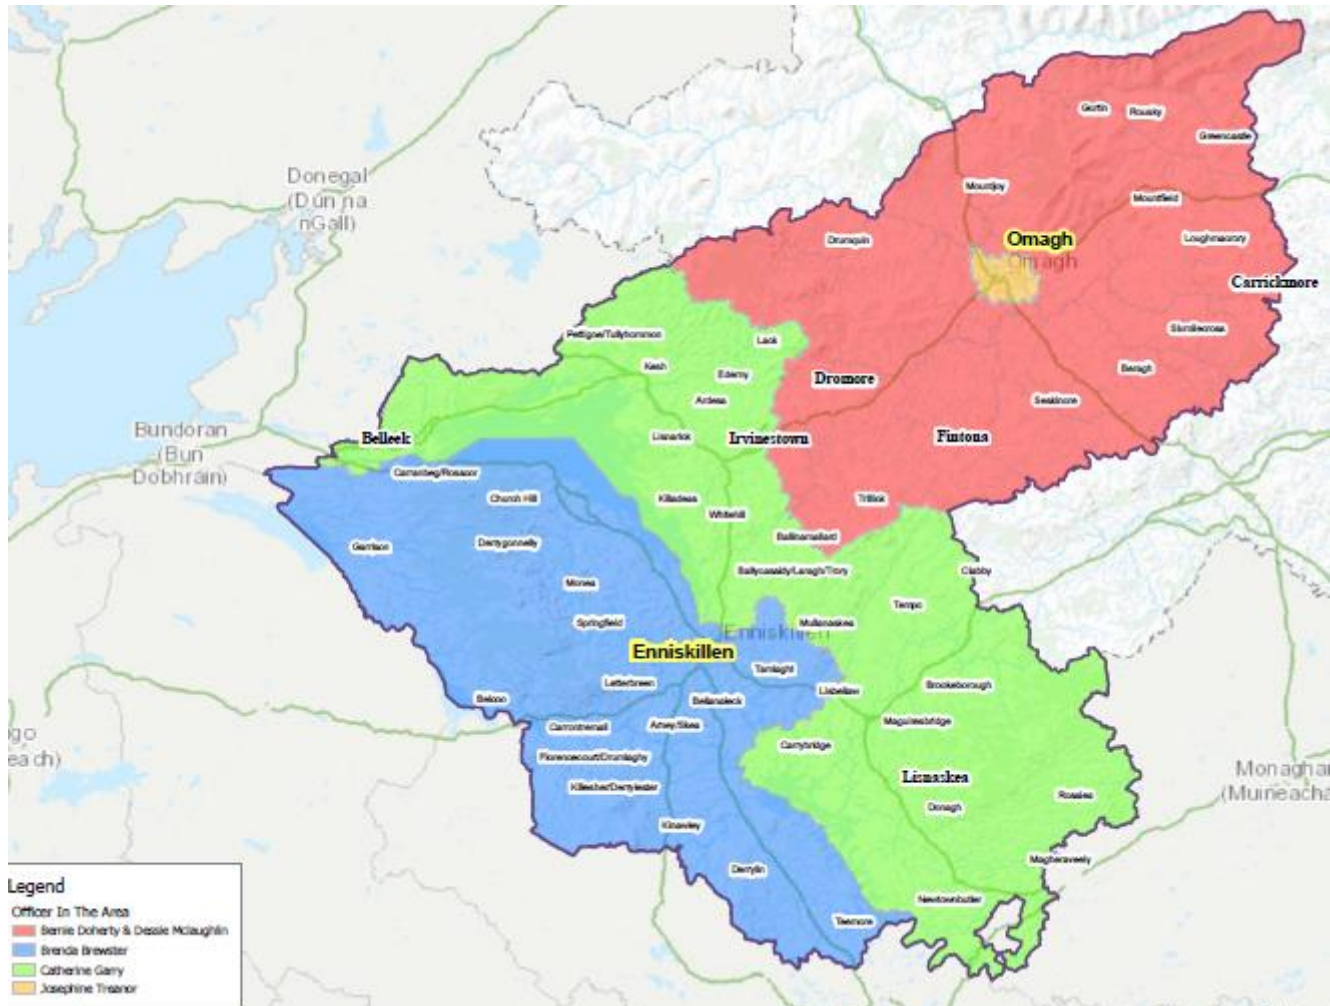 Gortin
Rousky
Greencastle
Donegal
(Dún na
nGall)
Mountjoy
Mountfield
Drumquin
Omagh
Omagh
Loughmacrory
Carrickmore
Pettigoe/Tullyhommon
Lack
Sixmilecross
Kesh
Ederny
Dromore
Beragh
Ardess
Seskinore
Bundoran
(Bun
Dobhráin)
Belleek
Lisnarick
Irvinestown
Fintona
Church Hill
Killadeas
Trillick
Whitehill
Garrison
Derrygonnelly
Ballinamallard
Ballycassidy/Laragh/Trory
Clabby
Monea
Tempo
Springfield
Mullanaskea
Enniskillen
Enniskillen
Tamlaght
Letterbreen
Lisbellaw
Brookeborough
Belcoo
Bellanaleck
Maguiresbridge
Arney/Skea
Carrybridge
Florencecourt/Drumlaghy
Lisnaskea
Monaghan
(Muineachá
Killesher/Derrylester
Donagh
Rosslea
Kinawley
Magheraveely
Derrylin
Newtownbutler
Teemore
Legend
Officer In The Area
Bernie Doherty & Dessie Mclaughlin
Brenda Brewster
Catherine Garry
Josephine Treanor